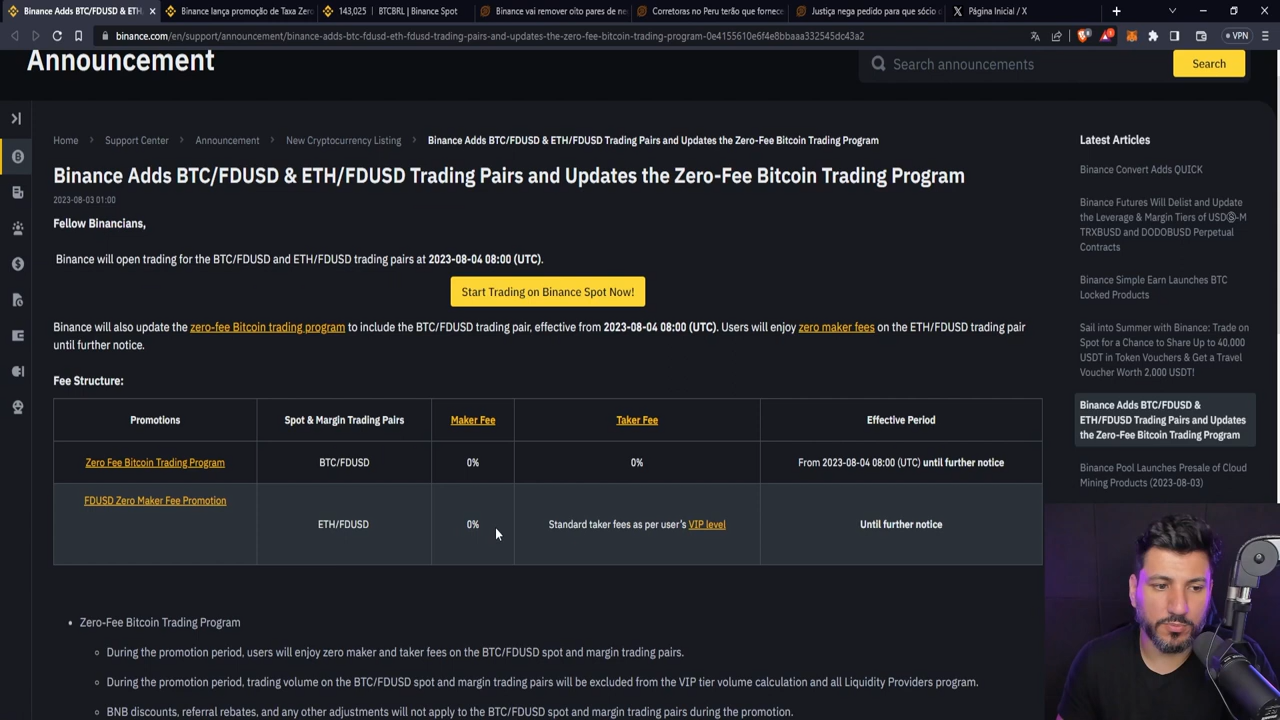 Binance Adds BTC/FDUSD & ETH
Binance lança promoção de Taxa Zero
143,025 | BTCBRL | Binance Spot
Binance vai remover oito pares de ne
Corretoras no Peru terão que fornece
Justiça nega pedido para que sócio d
Página Inicial / X
binance.com/en/support/announcement/binance-adds-btc-fdusd-eth-fdusd-trading-pairs-and-updates-the-zero-fee-bitcoin-trading-program-0e4155610e6f4e8bbaaa332545dc43a2
VPN
Announcement
Search announcements
Search
Home > Support Center > Announcement > New Cryptocurrency Listing > Binance Adds BTC/FDUSD & ETH/FDUSD Trading Pairs and Updates the Zero-Fee Bitcoin Trading Program
Binance Adds BTC/FDUSD & ETH/FDUSD Trading Pairs and Updates the Zero-Fee Bitcoin Trading Program
2023-08-03 01:00
Fellow Binancians,
Binance will open trading for the BTC/FDUSD and ETH/FDUSD trading pairs at 2023-08-04 08:00 (UTC).
Start Trading on Binance Spot Now!
Binance will also update the zero-fee Bitcoin trading program to include the BTC/FDUSD trading pair, effective from 2023-08-04 08:00 (UTC). Users will enjoy zero maker fees on the ETH/FDUSD trading pair
until further notice.
Fee Structure:
Promotions Spot & Margin Trading Pairs Maker Fee Taker Fee Effective Period
Zero Fee Bitcoin Trading Program BTC/FDUSD 0% 0% From 2023-08-04 08:00 (UTC) until further notice
FDUSD Zero Maker Fee Promotion
ETH/FDUSD 0% Standard taker fees as per user's VIP level Until further notice
• Zero-Fee Bitcoin Trading Program
○ During the promotion period, users will enjoy zero maker and taker fees on the BTC/FDUSD spot and margin trading pairs.
○ During the promotion period, trading volume on the BTC/FDUSD spot and margin trading pairs will be excluded from the VIP tier volume calculation and all Liquidity Providers program.
○ BNB discounts, referral rebates, and any other adjustments will not apply to the BTC/FDUSD spot and margin trading pairs during the promotion.
Latest Articles
Binance Convert Adds QUICK
Binance Futures Will Delist and Update
the Leverage & Margin Tiers of USDⓈ-M
TRXBUSD and DODOBUSD Perpetual
Contracts
Binance Simple Earn Launches BTC
Locked Products
Sail into Summer with Binance: Trade on
Spot for a Chance to Share Up to 40,000
USDT in Token Vouchers & Get a Travel
Voucher Worth 2,000 USDT!
Binance Adds BTC/FDUSD &
ETH/FDUSD Trading Pairs and Updates
the Zero-Fee Bitcoin Trading Program
Binance Pool Launches Presale of Cloud
Mining Products (2023-08-03)